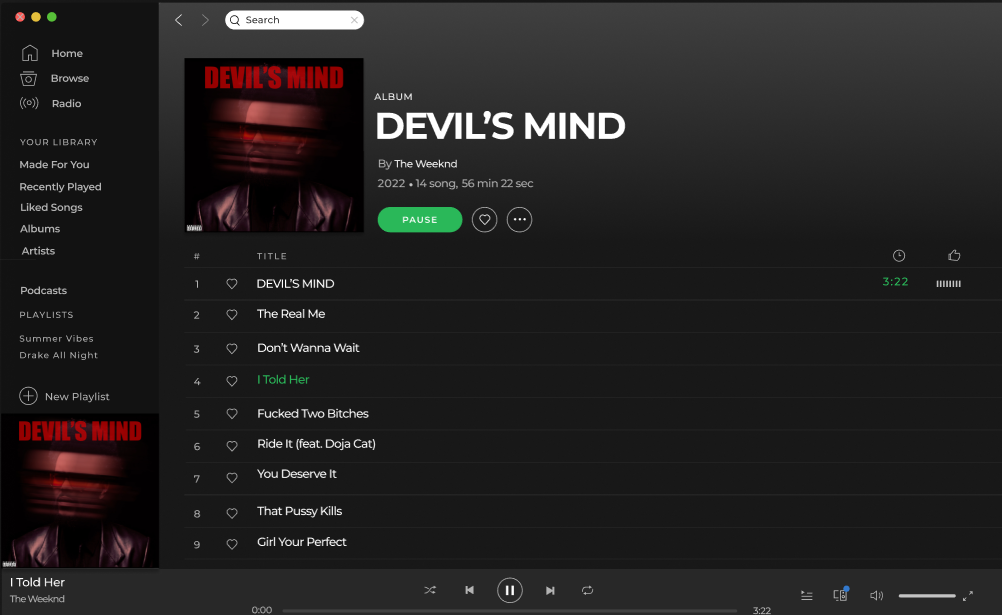 Search
Home
Browse
Radio
YOUR LIBRARY
Made For You
Recently Played
Liked Songs
Albums
Artists
Podcasts
PLAYLISTS
Summer Vibes
Drake All Night
New Playlist
DEVIL'S MIND
I Told Her
The Weeknd
DEVIL'S MIND
ALBUM
DEVIL'S MIND
By The Weeknd
2022 • 14 song, 56 min 22 sec
PAUSE
# TITLE
1 DEVIL'S MIND 3:22
2 The Real Me
3 Don't Wanna Wait
4 I Told Her
5 Fucked Two Bitches
6 Ride It (feat. Doja Cat)
7 You Deserve It
8 That Pussy Kills
9 Girl Your Perfect
0:00 3:22